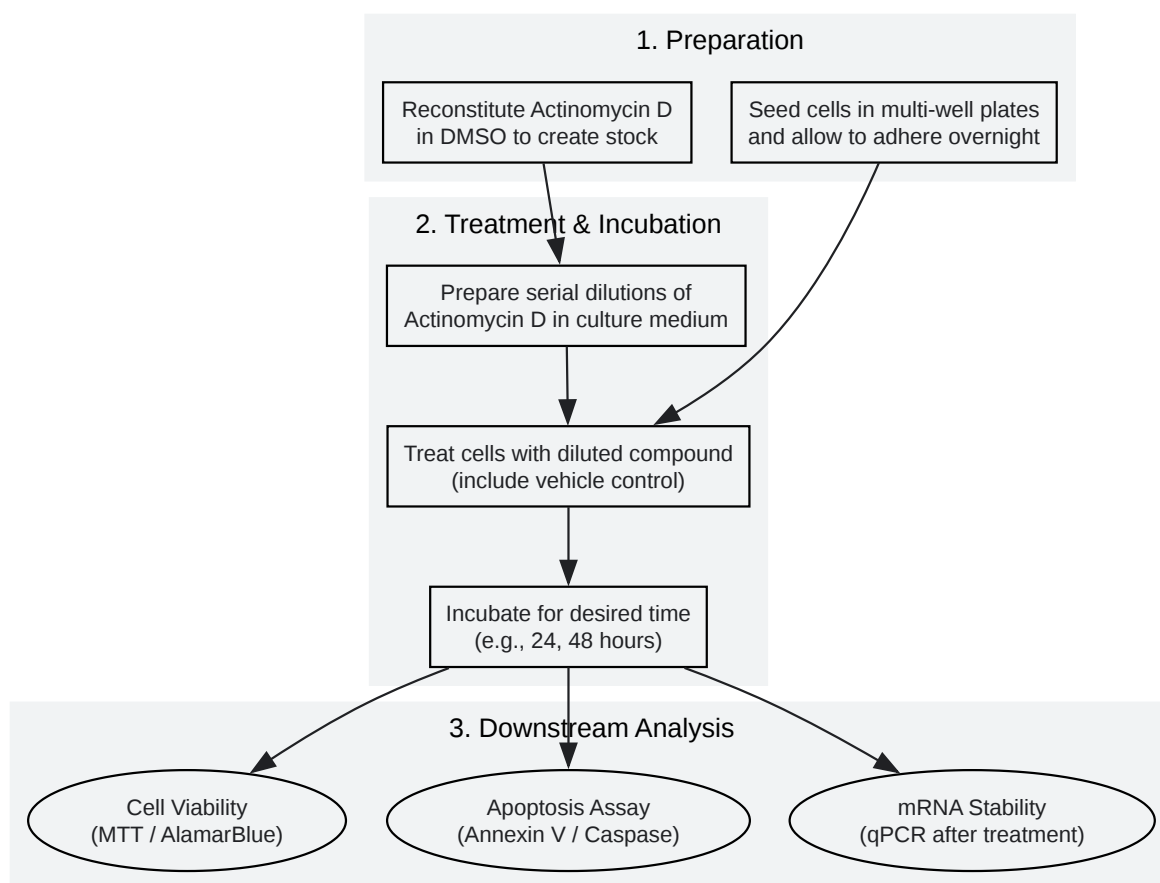 1. Preparation
Reconstitute Actinomycin D
in DMSO to create stock
Seed cells in multi-well plates
and allow to adhere overnight
2. Treatment & Incubation
Prepare serial dilutions of
Actinomycin D in culture medium
Treat cells with diluted compound
(include vehicle control)
Incubate for desired time
(e.g., 24, 48 hours)
3. Downstream Analysis
Cell Viability
(MTT / AlamarBlue)
Apoptosis Assay
(Annexin V / Caspase)
mRNA Stability
(qPCR after treatment)